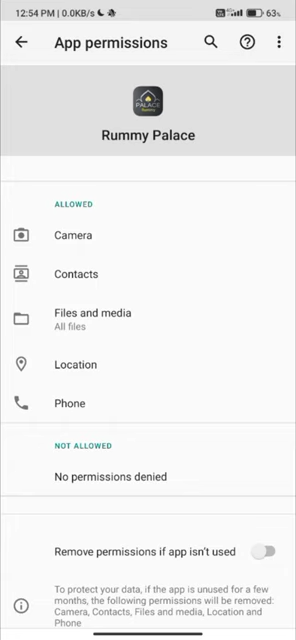 12:54 PM | 0.0KB/s
63%
App permissions
PALACE
Rummy Palace
ALLOWED
Camera
Contacts
Files and media
All files
Location
Phone
NOT ALLOWED
No permissions denied
Remove permissions if app isn't used
To protect your data, if the app is unused for a few
months, the following permissions will be removed:
Camera, Contacts, Files and media, Location and
Phone